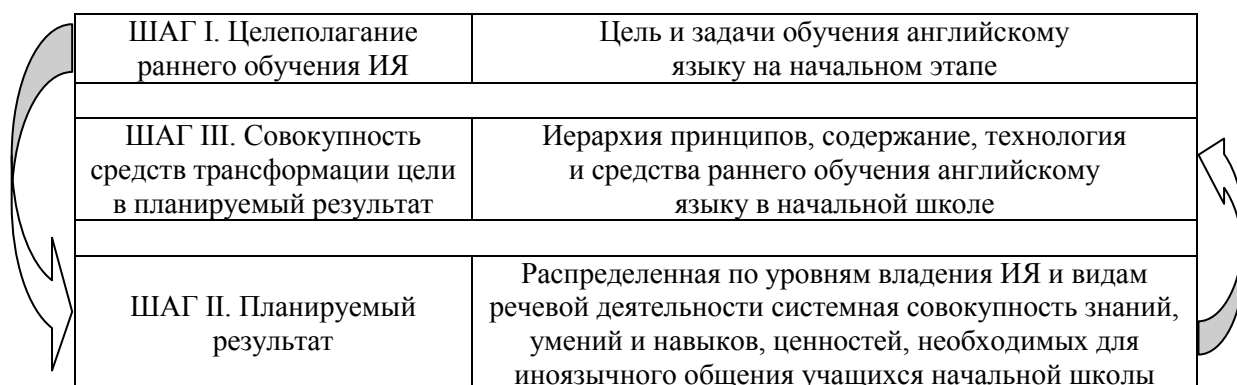 ШАГ I. Целеполагание
раннего обучения ИЯ
Цель и задачи обучения английскому
языку на начальном этапе
ШАГ III. Совокупность
средств трансформации цели
в планируемый результат
Иерархия принципов, содержание, технология
и средства раннего обучения английскому
языку в начальной школе
ШАГ II. Планируемый
результат
Распределенная по уровням владения ИЯ и видам
речевой деятельности системная совокупность знаний,
умений и навыков, ценностей, необходимых для
иноязычного общения учащихся начальной школы